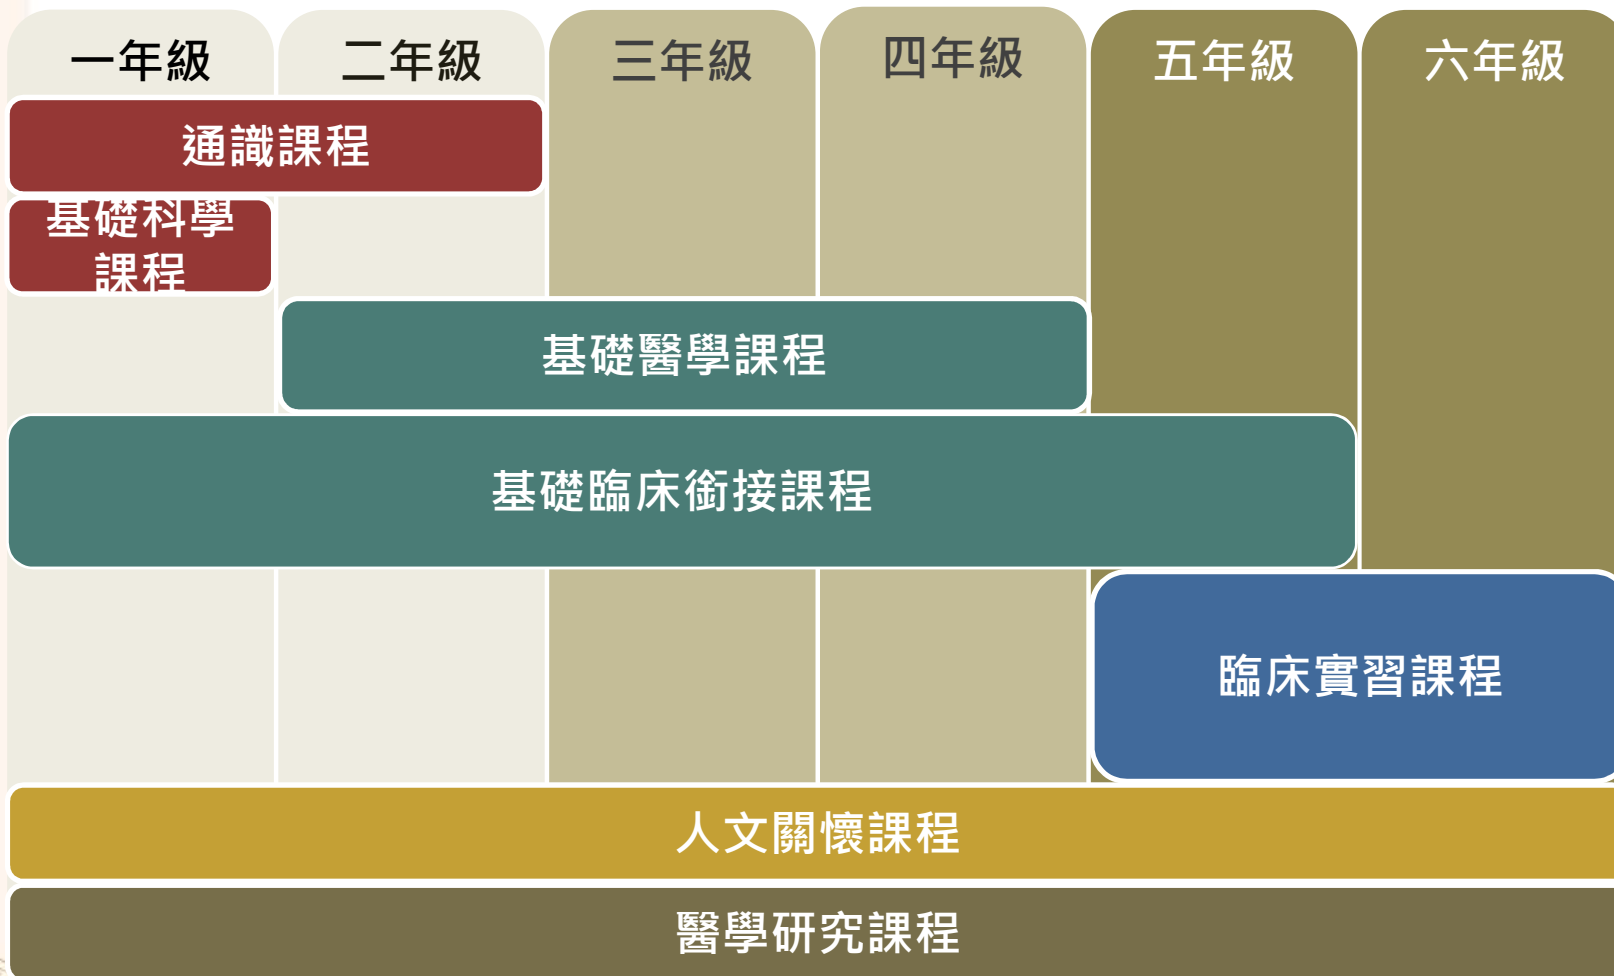 一年級
二年級
三年級
四年級
五年級
六年級
通識課程
基礎科學
課程
基礎醫學課程
基礎臨床銜接課程
臨床實習課程
人文關懷課程
醫學研究課程